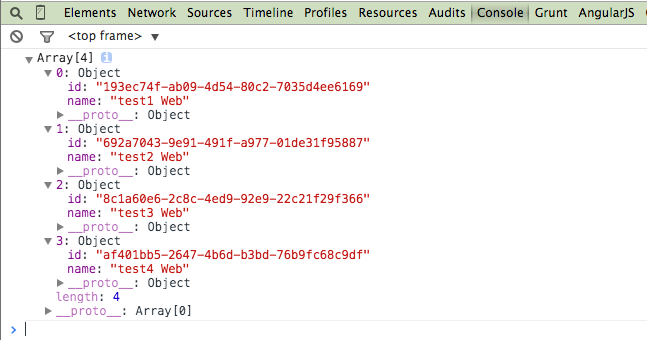 Elements Network Sources Timeline Profiles Resources Audits Console Grunt AngularJS
<top frame>
Array[4] i
0: Object
id: "193ec74f-ab09-4d54-80c2-7035d4ee6169"
name: "test1 Web"
__proto__: Object
1: Object
id: "692a7043-9e91-491f-a977-01de31f95887"
name: "test2 Web"
__proto__: Object
2: Object
id: "8c1a60e6-2c8c-4ed9-92e9-22c21f29f366"
name: "test3 Web"
__proto__: Object
3: Object
id: "af401bb5-2647-4b6d-b3bd-76b9fc68c9df"
name: "test4 Web"
__proto__: Object
length: 4
__proto__: Array[0]
>